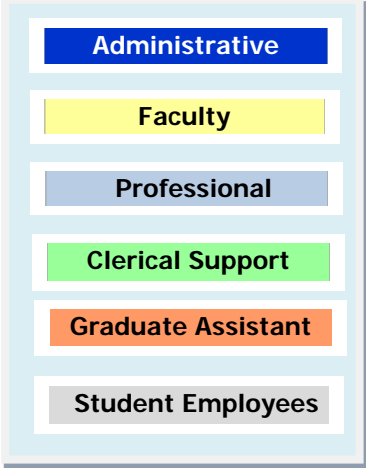 Administrative
Faculty
Professional
Clerical Support
Graduate Assistant
Student Employees